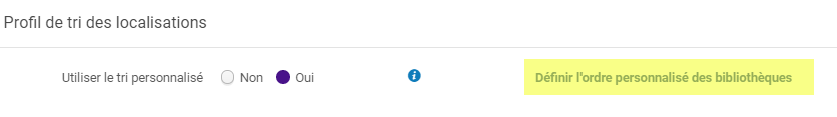 Profil de tri des localisations
Utiliser le tri personnalisé Non Oui Définir l''ordre personnalisé des bibliothèques